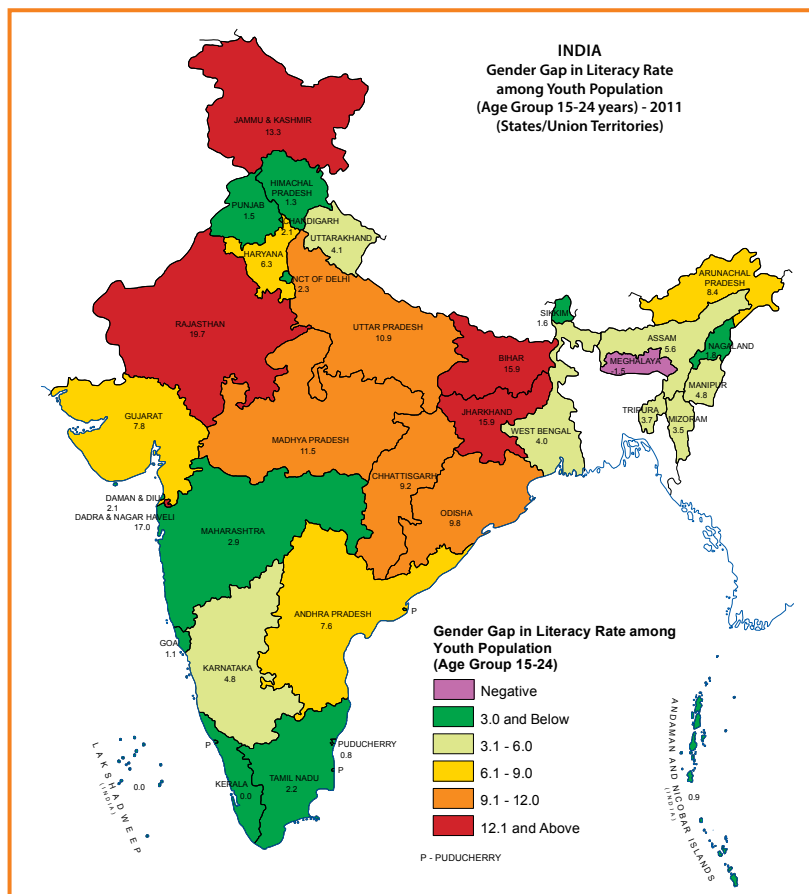 INDIA
Gender Gap in Literacy Rate
among Youth Population
(Age Group 15-24 years) - 2011
(States/Union Territories)
JAMMU & KASHMIR
13.3
HIMACHAL
PRADESH
1.3
PUNJAB
1.5
CHANDIGARH
2.1
UTTARAKHAND
4.1
HARYANA
6.3
NCT OF DELHI
2.3
ARUNACHAL
PRADESH
8.4
RAJASTHAN
19.7
UTTAR PRADESH
10.9
SIKKIM
1.6
ASSAM
5.6
NAGALAND
1.8
BIHAR
15.9
MEGHALAYA
-1.5
MANIPUR
4.8
GUJARAT
7.8
MADHYA PRADESH
11.5
JHARKHAND
15.9
WEST BENGAL
4.0
TRIPURA
3.7
MIZORAM
3.5
CHHATTISGARH
9.2
DAMAN & DIU
2.1
DADRA & NAGAR HAVELI
17.0
ODISHA
9.8
MAHARASHTRA
2.9
ANDHRA PRADESH
7.6
P
GOA
1.1
KARNATAKA
4.8
Gender Gap in Literacy Rate among
Youth Population
(Age Group 15-24)
Negative
3.0 and Below
3.1 - 6.0
6.1 - 9.0
9.1 - 12.0
12.1 and Above
P - PUDUCHERRY
P
PUDUCHERRY
0.8
P
LAKSHADWEEP
(INDIA)
0.0
KERALA
0.0
TAMIL NADU
2.2
ANDAMAN AND NICOBAR ISLANDS
(INDIA)
0.9